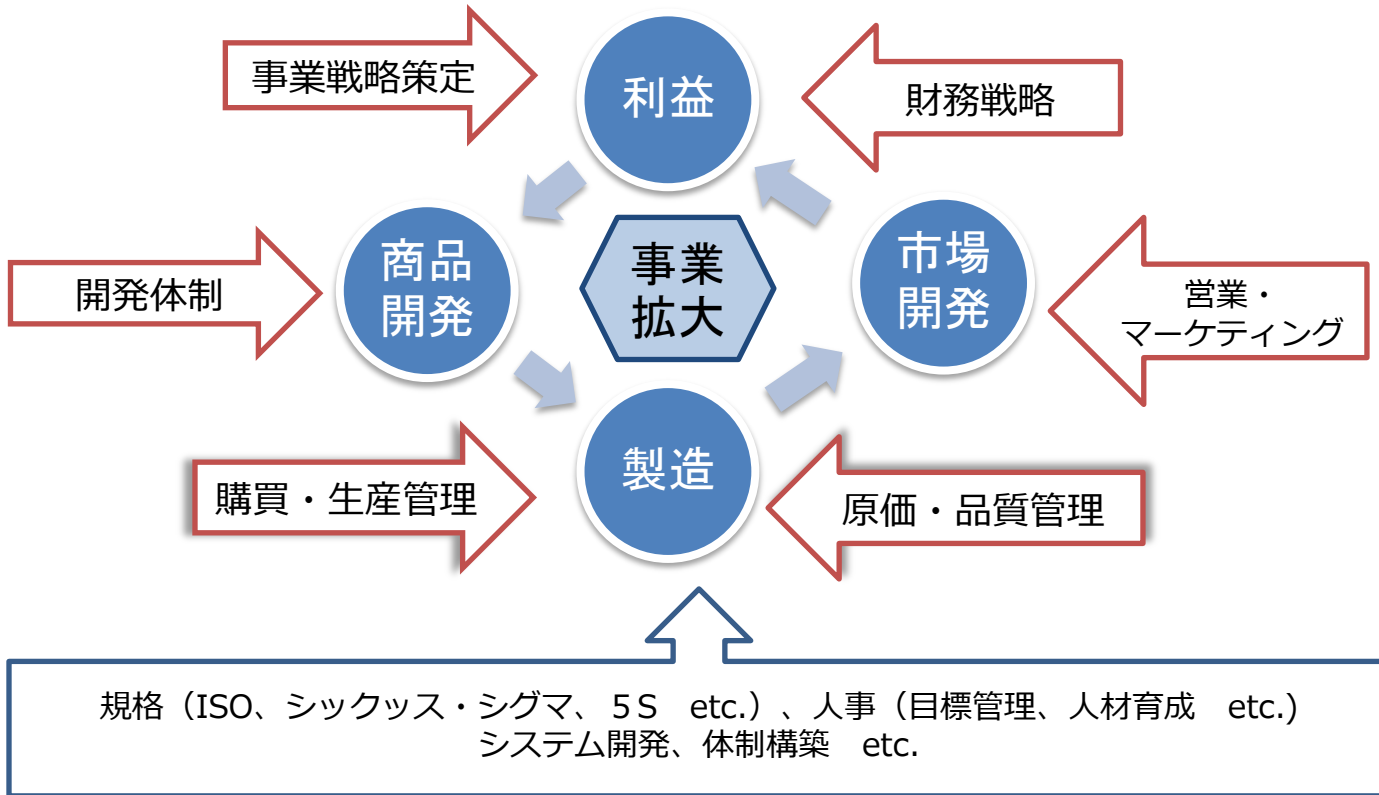 事業戦略策定
利益
財務戦略
開発体制
商品
開発
事業
拡大
市場
開発
営業・
マーケティング
購買・生産管理
製造
原価・品質管理
規格（ISO、シックッス・シグマ、５S　etc.）、人事（目標管理、人材育成　etc.)
システム開発、体制構築　etc.